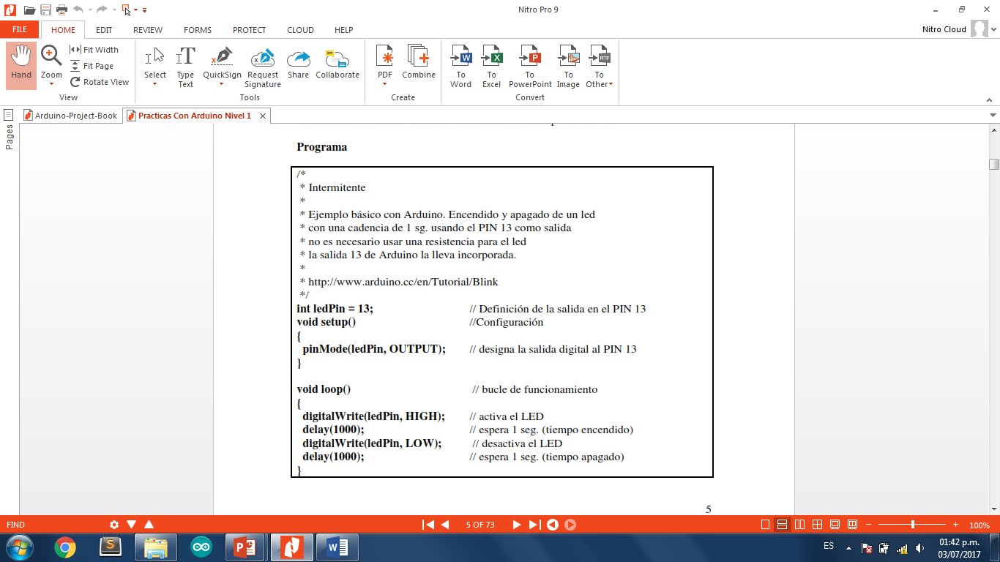 Nitro Pro 9
FILE HOME EDIT REVIEW FORMS PROTECT CLOUD HELP Nitro Cloud
Hand Zoom Fit Width Fit Page Rotate View
View
Select Type Text QuickSign Request Signature Share Collaborate
Tools
PDF Combine
Create
To Word To Excel To PowerPoint To Image To Other
Convert
Arduino-Project-Book Practicas Con Arduino Nivel 1
Pages
Programa
/*
* Intermitente
*
* Ejemplo básico con Arduino. Encendido y apagado de un led
* con una cadencia de 1 sg. usando el PIN 13 como salida
* no es necesario usar una resistencia para el led
* la salida 13 de Arduino la lleva incorporada.
*
* http://www.arduino.cc/en/Tutorial/Blink
*/
int ledPin = 13; // Definición de la salida en el PIN 13
void setup() //Configuración
{
pinMode(ledPin, OUTPUT); // designa la salida digital al PIN 13
}
void loop() // bucle de funcionamiento
{
digitalWrite(ledPin, HIGH); // activa el LED
delay(1000); // espera 1 seg. (tiempo encendido)
digitalWrite(ledPin, LOW); // desactiva el LED
delay(1000); // espera 1 seg. (tiempo apagado)
}
5
FIND 5 OF 73 100%
ES 01:42 p.m.
03/07/2017